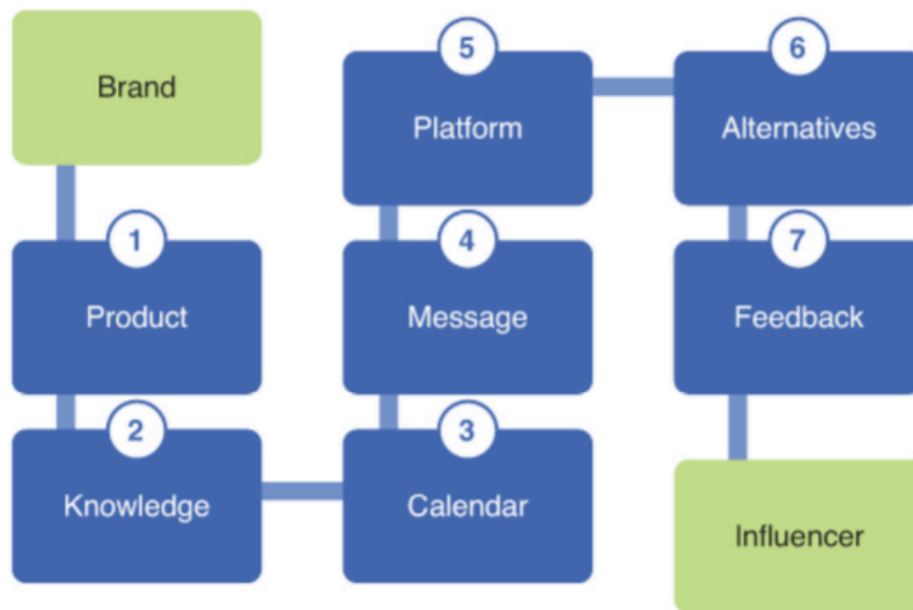 Brand
1
Product
2
Knowledge
3
Calendar
4
Message
5
Platform
6
Alternatives
7
Feedback
Influencer